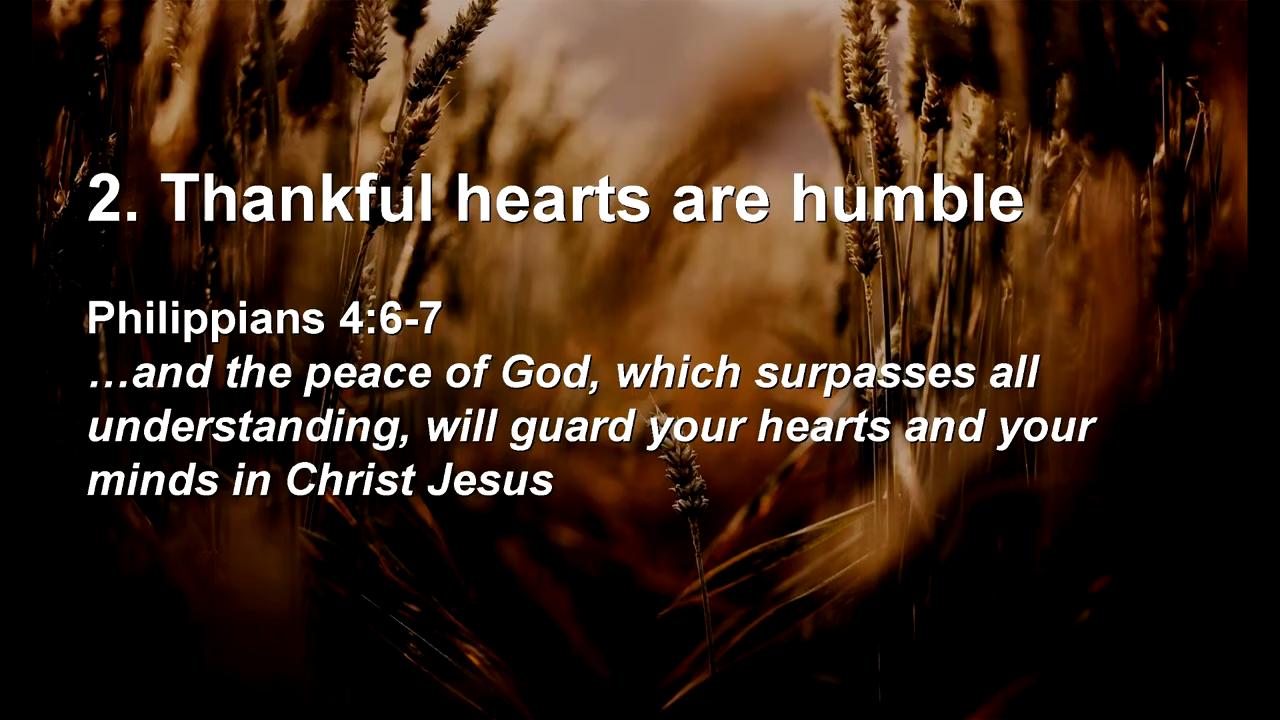 2. Thankful hearts are humble
Philippians 4:6-7
…and the peace of God, which surpasses all
understanding, will guard your hearts and your
minds in Christ Jesus